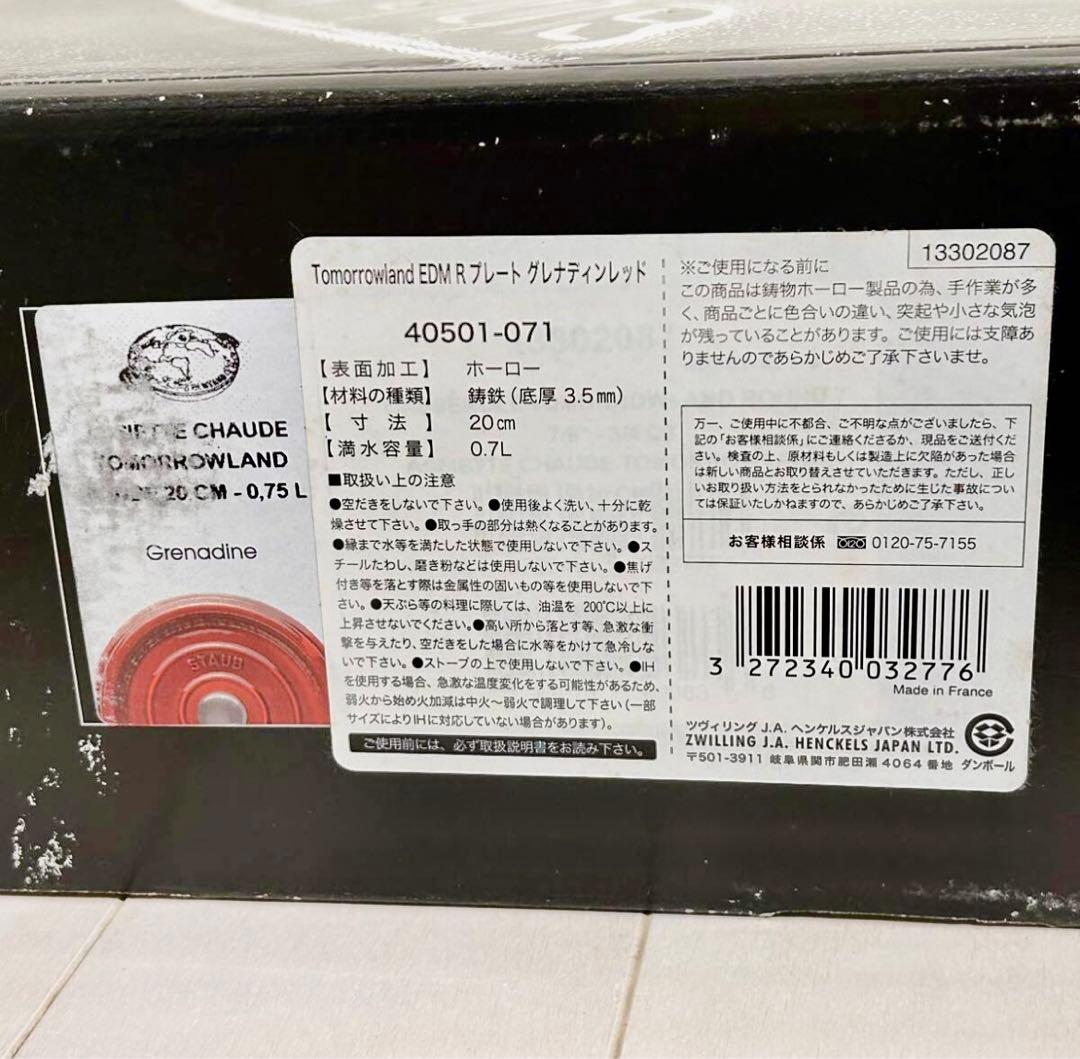 CHAUDE
TOMORROWLAND
20 CM - 0,75 L
Grenadine
STAUB
Tomorrowland EDM R プレート グレナディンレッド
40501-071
【表面加工】 ホーロー
【材料の種類】 鋳鉄(底厚 3.5㎜)
【 寸 法 】 20㎝
【満水容量】 0.7L
■取扱い上の注意
●空だきをしないで下さい。●使用後よく洗い、十分に乾
燥させて下さい。●取っ手の部分は熱くなることがあります。
●縁まで水等を満たした状態で使用しないで下さい。●ス
チールたわし、磨き粉などは使用しないで下さい。●焦げ
付き等を落とす際は金属性の固いもの等を使用しないで下
さい。●天ぷら等の料理に際しては、油温を 200℃以上に
上昇させないでください。●高い所から落とす等、急激な衝
撃を与えたり、空だきをした場合に水等をかけて急冷しな
いで下さい。●ストーブの上で使用しないで下さい。●IH
を使用する場合、急激な温度変化をする可能性があるため、
弱火から始め火加減は中火〜弱火で調理して下さい(一部
サイズによりIHに対応していない場合があります)。
ご使用前には、必ず取扱説明書をお読み下さい。
13302087
※ご使用になる前に
この商品は鋳物ホーロー製品の為、手作業が多
く、商品ごとに色合いの違い、突起や小さな気泡
が残っていることがあります。ご使用には支障あ
りませんのであらかじめご了承下さいませ。
万一、ご使用中に不都合、ご不明な点がございましたら、下
記の「お客様相談係」にご連絡くださるか、現品をご送付くだ
さい。検査の上、原材料もしくは製造上に欠陥があった場合
は新しい商品とお取り替えさせていただきます。ただし、正し
いお取り扱い方法をとられなかったために生じた事故につい
ては保証いたしかねますので、あらかじめご了承下さい。
お客様相談係 0120-75-7155
3 272340 032776
Made in France
ツヴィリング J.A. ヘンケルスジャパン株式会社
ZWILLING J.A. HENCKELS JAPAN LTD.
〒501-3911 岐阜県関市肥田瀬 4064 番地 ダンボール